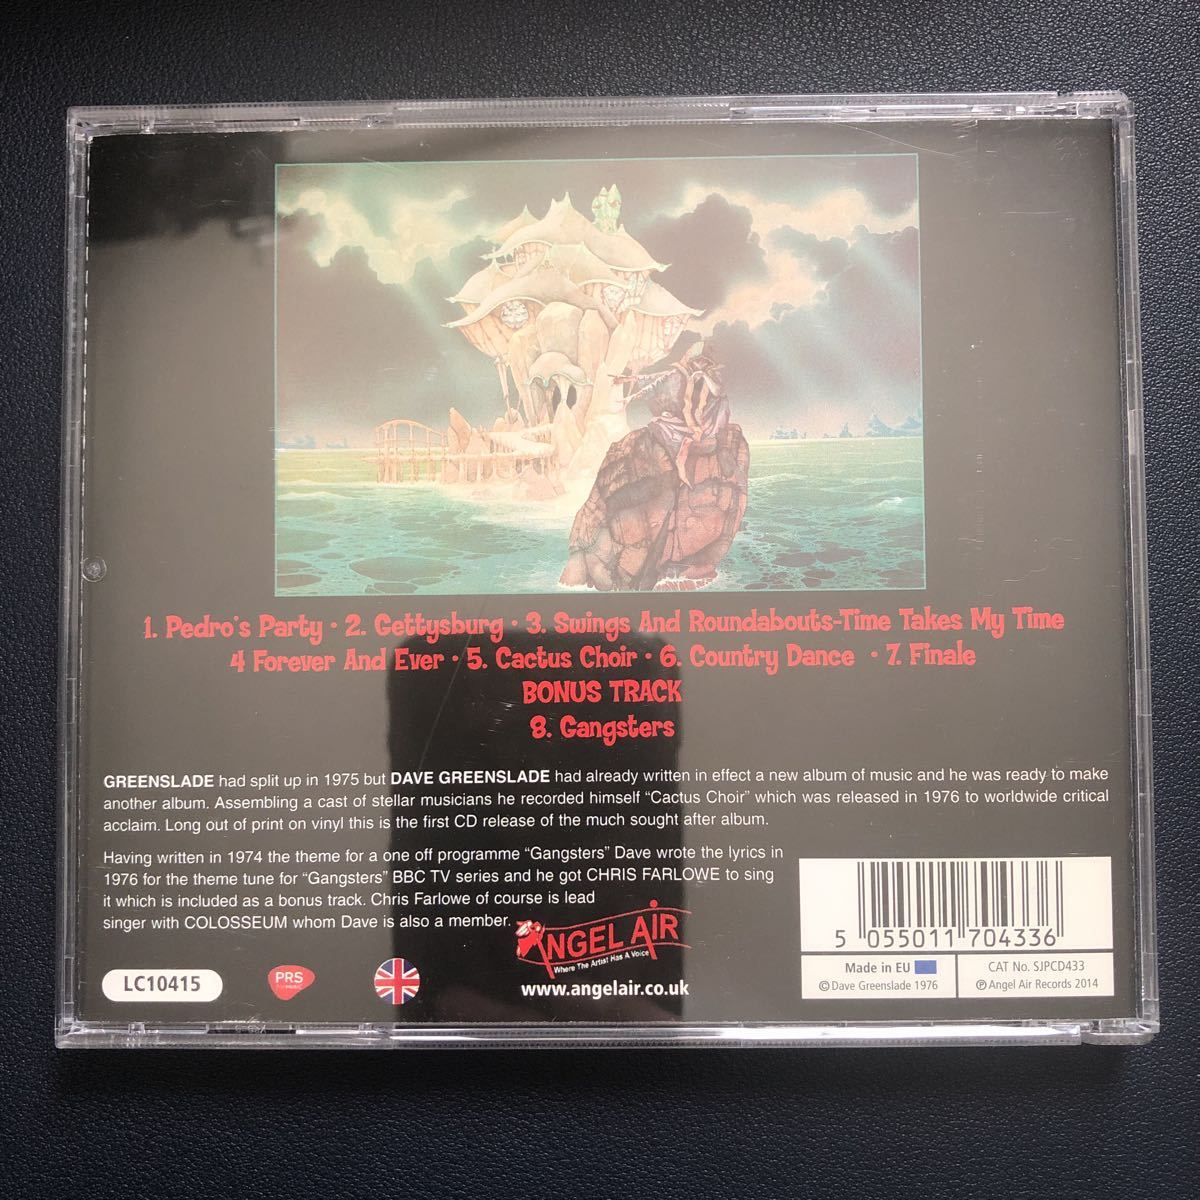 1. Pedro's Party · 2. Gettysburg · 3. Swings And Roundabouts-Time Takes My Time
4 Forever And Ever · 5. Cactus Choir · 6. Country Dance · 7. Finale
BONUS TRACK
8. Gangsters
GREENSLADE had split up in 1975 but DAVE GREENSLADE had already written in effect a new album of music and he was ready to make
another album. Assembling a cast of stellar musicians he recorded himself “Cactus Choir” which was released in 1976 to worldwide critical
acclaim. Long out of print on vinyl this is the first CD release of the much sought after album.
Having written in 1974 the theme for a one off programme “Gangsters” Dave wrote the lyrics in
1976 for the theme tune for “Gangsters” BBC TV series and he got CHRIS FARLOWE to sing
it which is included as a bonus track. Chris Farlowe of course is lead
singer with COLOSSEUM whom Dave is also a member.
ANGEL AIR
Where The Artist Has A Voice
www.angelair.co.uk
LC10415
PRS
for MUSIC
5 055011 704336
Made in EU
© Dave Greenslade 1976
CAT No. SJPCD433
℗ Angel Air Records 2014